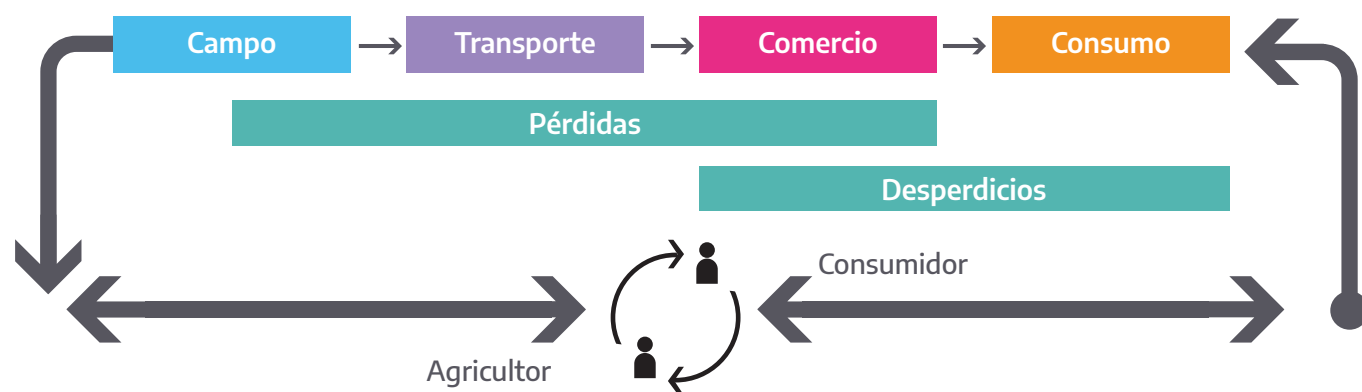 Campo
Transporte
Comercio
Consumo
Pérdidas
Desperdicios
Consumidor
Agricultor